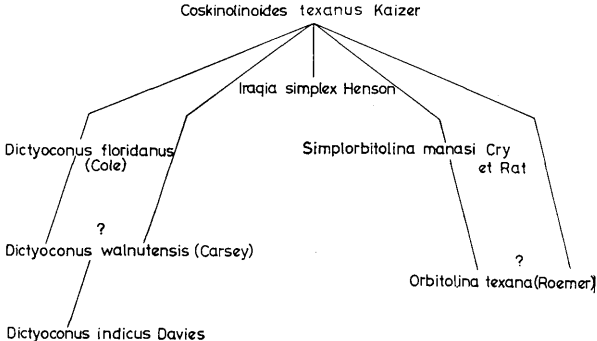 Coskinolinoides texanus Kaizer
Iraqia simplex Henson
Dictyoconus floridanus
(Cole)
Simplorbitolina manasi Cry
et Rat
?
Dictyoconus walnutensis (Carsey)
?
Orbitolina texana (Roemer)
Dictyoconus indicus Davies